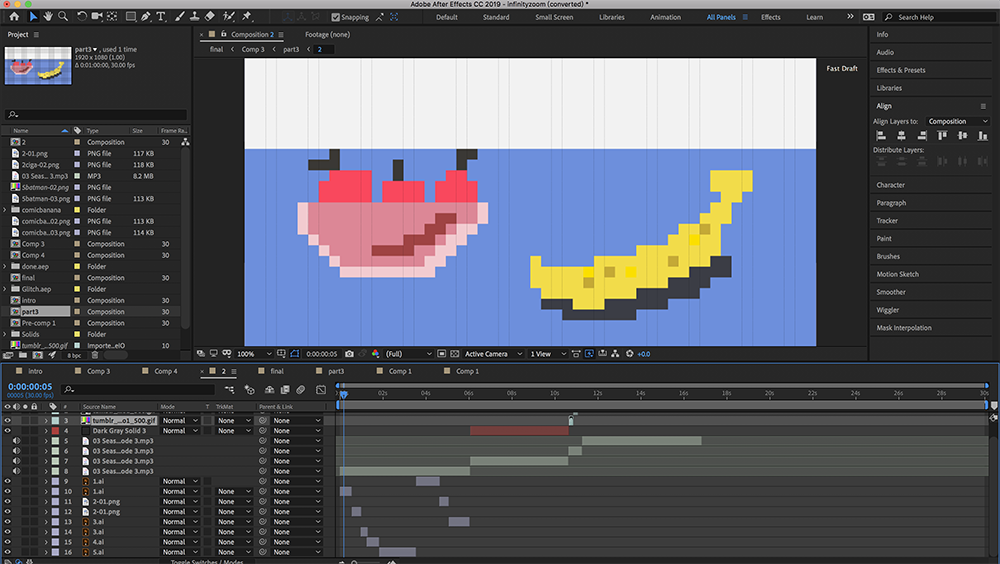 Adobe After Effects CC 2019 - infinityzoom (converted) *
Snapping
Default
Standard
Small Screen
Libraries
Animation
All Panels
Effects
Learn
Search Help
Project
part3 , used 1 time
1920 x 1080 (1.00)
Δ 0:01:00:00, 30.00 fps
Name Type Size Frame Ra...
2 Composition 30
2-01.png PNG file 117 KB
2ciga-02.png PNG file 118 KB
03 Seas... 3.mp3 MP3 8.2 MB
5batman-02.png PNG file
5batman-03.png PNG file 113 KB
comicbanana Folder
comicba...02.png PNG file 113 KB
comicba...03.png PNG file 114 KB
Comp 3 Composition 30
Comp 4 Composition 30
done.aep Folder
final Composition 30
Glitch.aep Folder
intro Composition 30
part3 Composition 30
Pre-comp 1 Composition 30
Solids Folder
tumblr_...500.gif Importe...eIO
8 bpc
Composition 2
Footage (none)
final Comp 3 part3 2
Fast Draft
100%
0:00:00:05
(Full)
Active Camera
1 View
+0.0
Info
Audio
Effects & Presets
Libraries
Align
Align Layers to: Composition
Distribute Layers:
Character
Paragraph
Tracker
Paint
Brushes
Motion Sketch
Smoother
Wiggler
Mask Interpolation
intro
Comp 3
Comp 4
2
final
part3
Comp 1
Comp 1
0:00:00:05
00005 (30.00 fps)
# Source Name Mode T TrkMat Parent & Link
02s 04s 06s 08s 10s 12s 14s 16s 18s 20s 22s 24s 26s 28s 30s
3 tumblr_...o1_500.gif Normal None None
4 Dark Gray Solid 3 Normal None None
5 03 Seas...ode 3.mp3 None
6 03 Seas...ode 3.mp3 None
7 03 Seas...ode 3.mp3 None
8 03 Seas...ode 3.mp3 None
9 1.ai Normal None
10 1.ai Normal None None
11 2-01.png Normal None None
12 2-01.png Normal None None
13 3.ai Normal None None
14 3.ai Normal None None
15 4.ai Normal None None
16 5.ai Normal None None
Toggle Switches / Modes